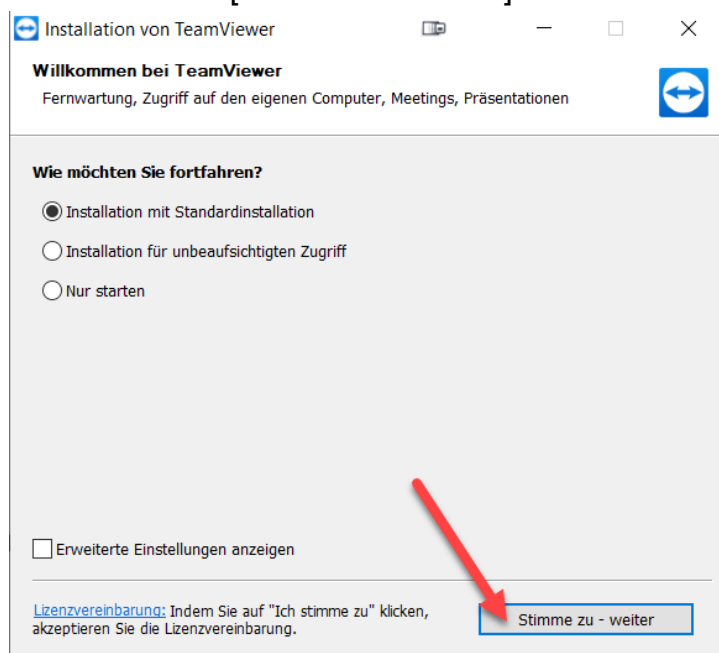 Installation von TeamViewer
Willkommen bei TeamViewer
Fernwartung, Zugriff auf den eigenen Computer, Meetings, Präsentationen
Wie möchten Sie fortfahren?
Installation mit Standardinstallation
Installation für unbeaufsichtigten Zugriff
Nur starten
Erweiterte Einstellungen anzeigen
Lizenzvereinbarung: Indem Sie auf "Ich stimme zu" klicken,
akzeptieren Sie die Lizenzvereinbarung.
Stimme zu - weiter